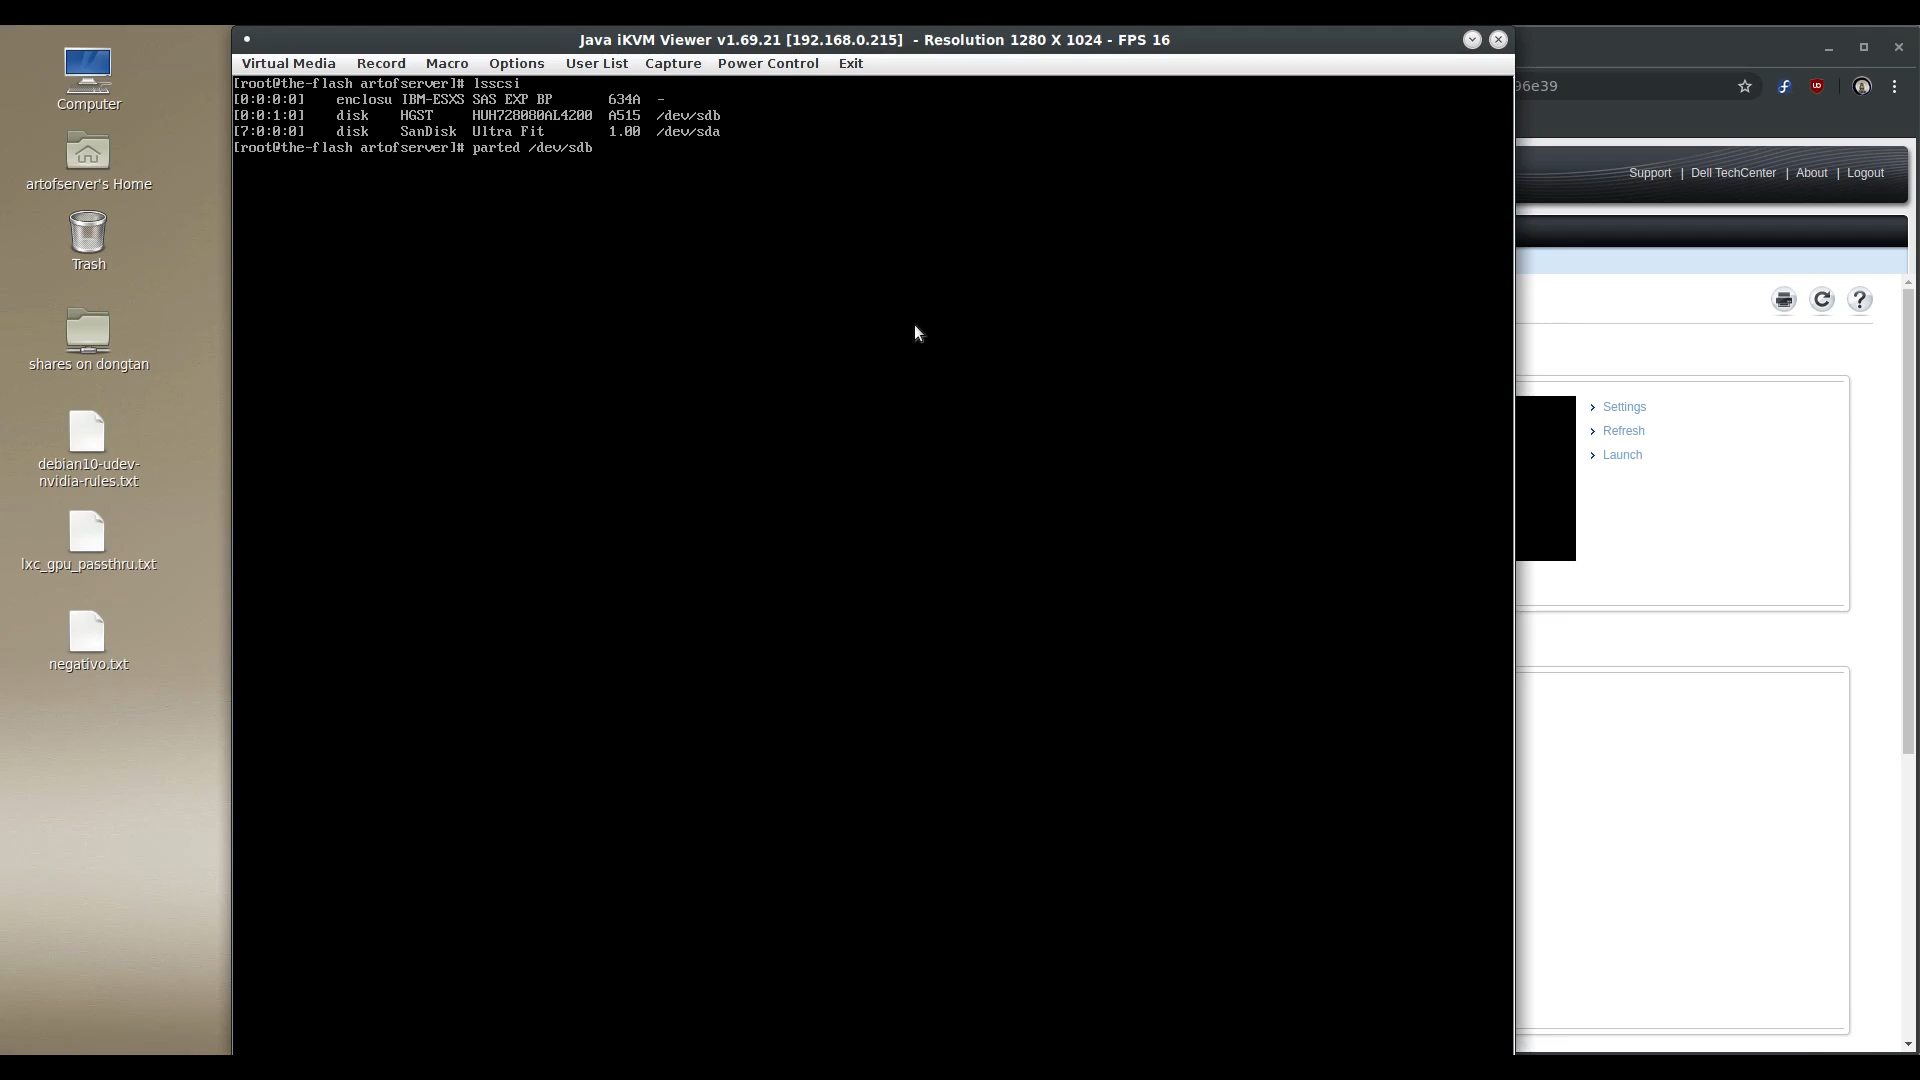 Java iKVM Viewer v1.69.21 [192.168.0.215]  - Resolution 1280 X 1024 - FPS 16
Virtual Media Record Macro Options User List Capture Power Control Exit
[root@the-flash artofserver]# lsscsi
[0:0:0:0]    enclosu IBM-ESXS SAS EXP BP       634A  -
[0:0:1:0]    disk    HGST     HUH728080AL4200  A515  /dev/sdb
[7:0:0:0]    disk    SanDisk  Ultra Fit        1.00  /dev/sda
[root@the-flash artofserver]# parted /dev/sdb
Computer
artofserver's Home
Trash
shares on dongtan
debian10-udev-
nvidia-rules.txt
lxc_gpu_passthru.txt
negativo.txt
96e39
Support | Dell TechCenter | About | Logout
Settings
Refresh
Launch